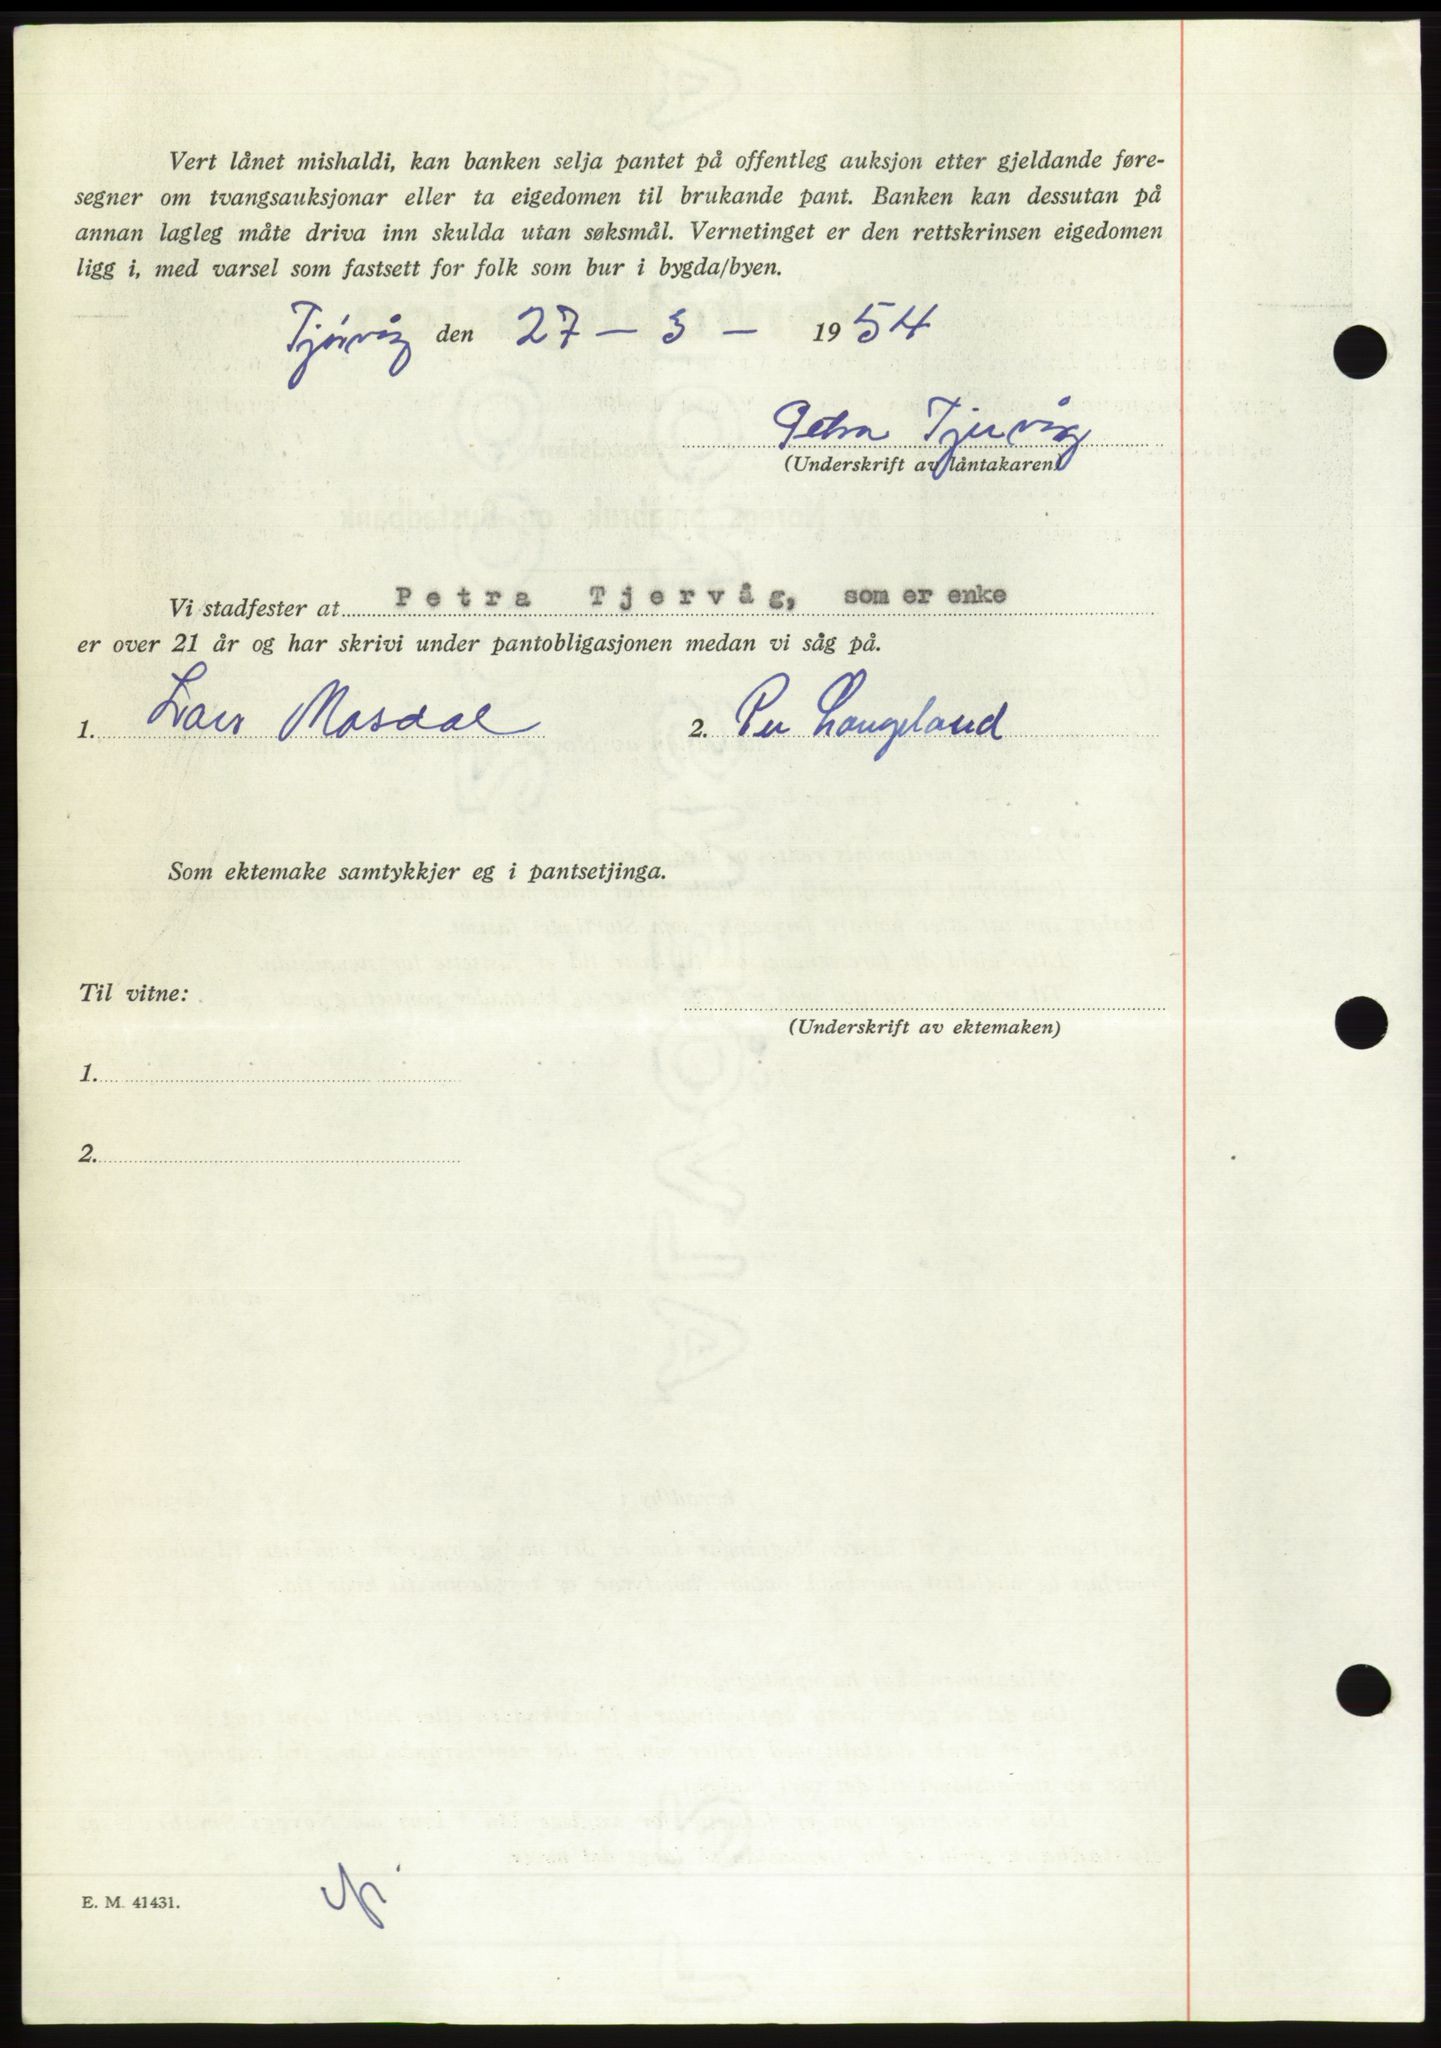 Vert lånet mishaldi, kan banken selja pantet på offentleg auksjon etter gjeldande føre-
segner om tvangsauksjonar eller ta eigedomen til brukande pant. Banken kan dessutan på
annan lagleg måte driva inn skulda utan søksmål. Vernetinget er den rettskrinsen eigedomen
ligg i, med varsel som fastsett for folk som bur i bygda/byen.
Tjørvåg den 27 - 3 - 1954
Petra Tjervåg
(Underskrift av låntakaren)
Vi stadfester at Petra Tjervåg, som er enke
er over 21 år og har skrivi under pantobligasjonen medan vi såg på.
1. Lars Mosdal 2. Per Langeland
Som ektemake samtykkjer eg i pantsetjinga.
Til vitne:
(Underskrift av ektemaken)
1.
2.
E. M. 41431.